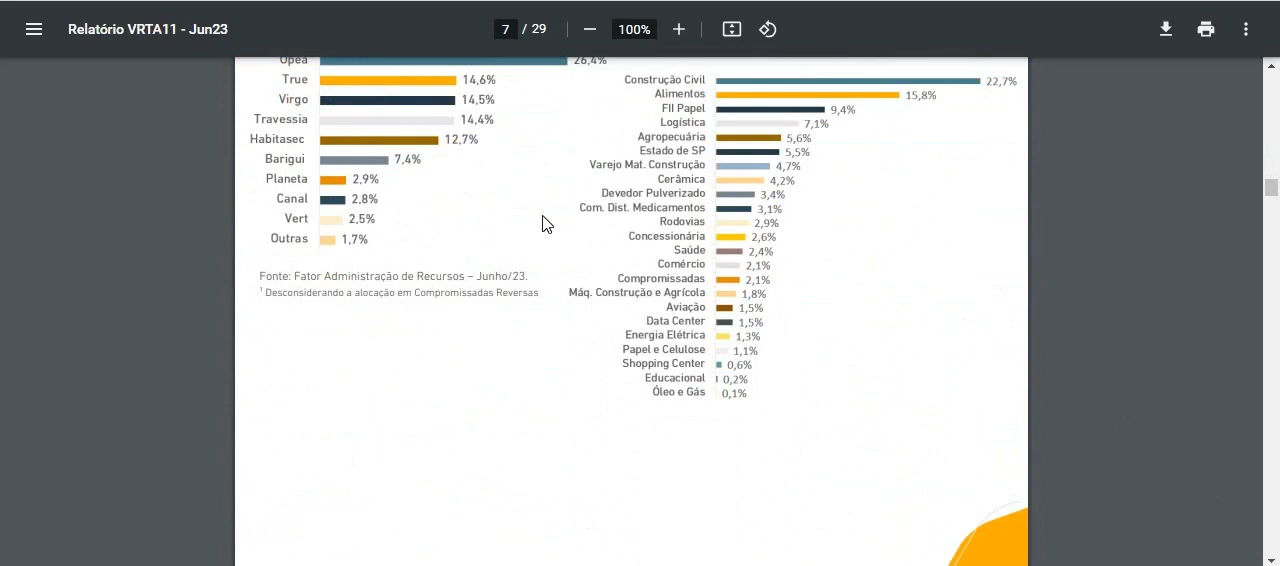 Relatório VRTA11 - Jun23
7 / 29
100%
Opea 26,4%
True 14,6%
Virgo 14,5%
Travessia 14,4%
Habitasec 12,7%
Barigui 7,4%
Planeta 2,9%
Canal 2,8%
Vert 2,5%
Outras 1,7%
Fonte: Fator Administração de Recursos – Junho/23.
1 Desconsiderando a alocação em Compromissadas Reversas
Construção Civil 22,7%
Alimentos 15,8%
FII Papel 9,4%
Logística 7,1%
Agropecuária 5,6%
Estado de SP 5,5%
Varejo Mat. Construção 4,7%
Cerâmica 4,2%
Devedor Pulverizado 3,4%
Com. Dist. Medicamentos 3,1%
Rodovias 2,9%
Concessionária 2,6%
Saúde 2,4%
Comércio 2,1%
Compromissadas 2,1%
Máq. Construção e Agrícola 1,8%
Aviação 1,5%
Data Center 1,5%
Energia Elétrica 1,3%
Papel e Celulose 1,1%
Shopping Center 0,6%
Educacional 0,2%
Óleo e Gás 0,1%